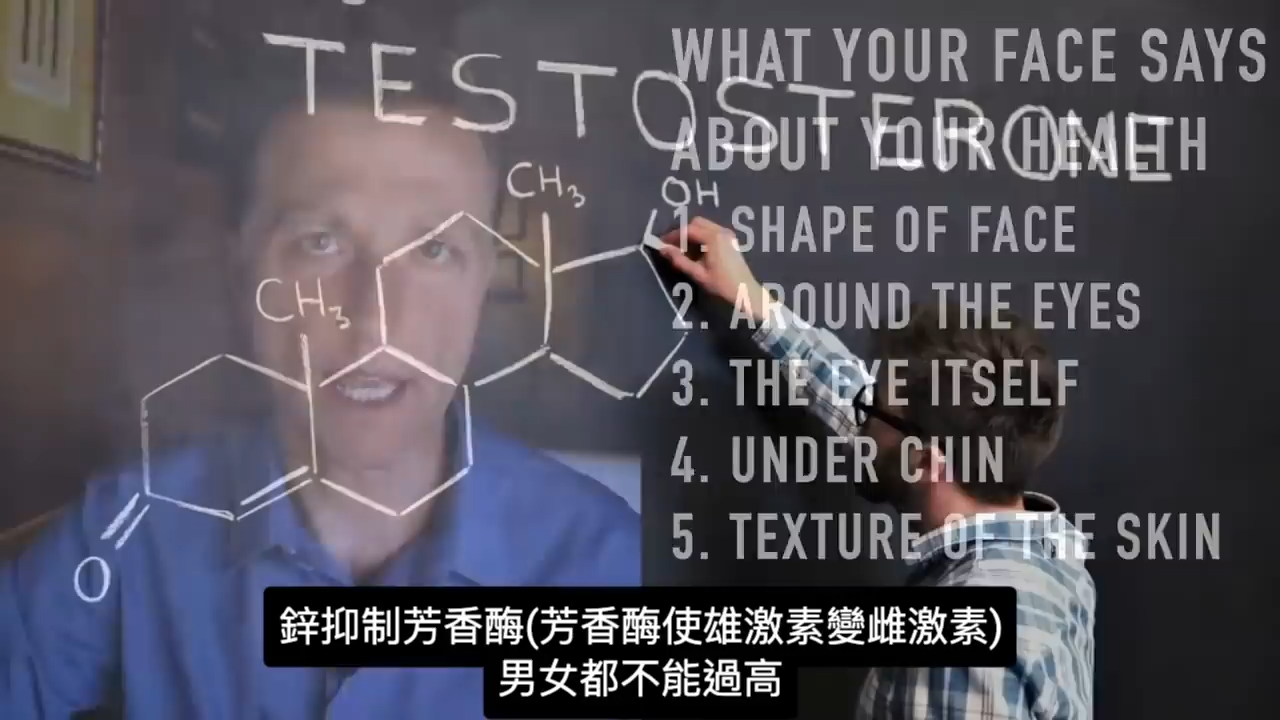 TESTOSTERONE
CH3
OH
CH3
O
WHAT YOUR FACE SAYS
ABOUT YOUR HEALTH
1. SHAPE OF FACE
2. AROUND THE EYES
3. THE EYE ITSELF
4. UNDER CHIN
5. TEXTURE OF THE SKIN
鋅抑制芳香酶(芳香酶使雄激素變雌激素)
男女都不能過高